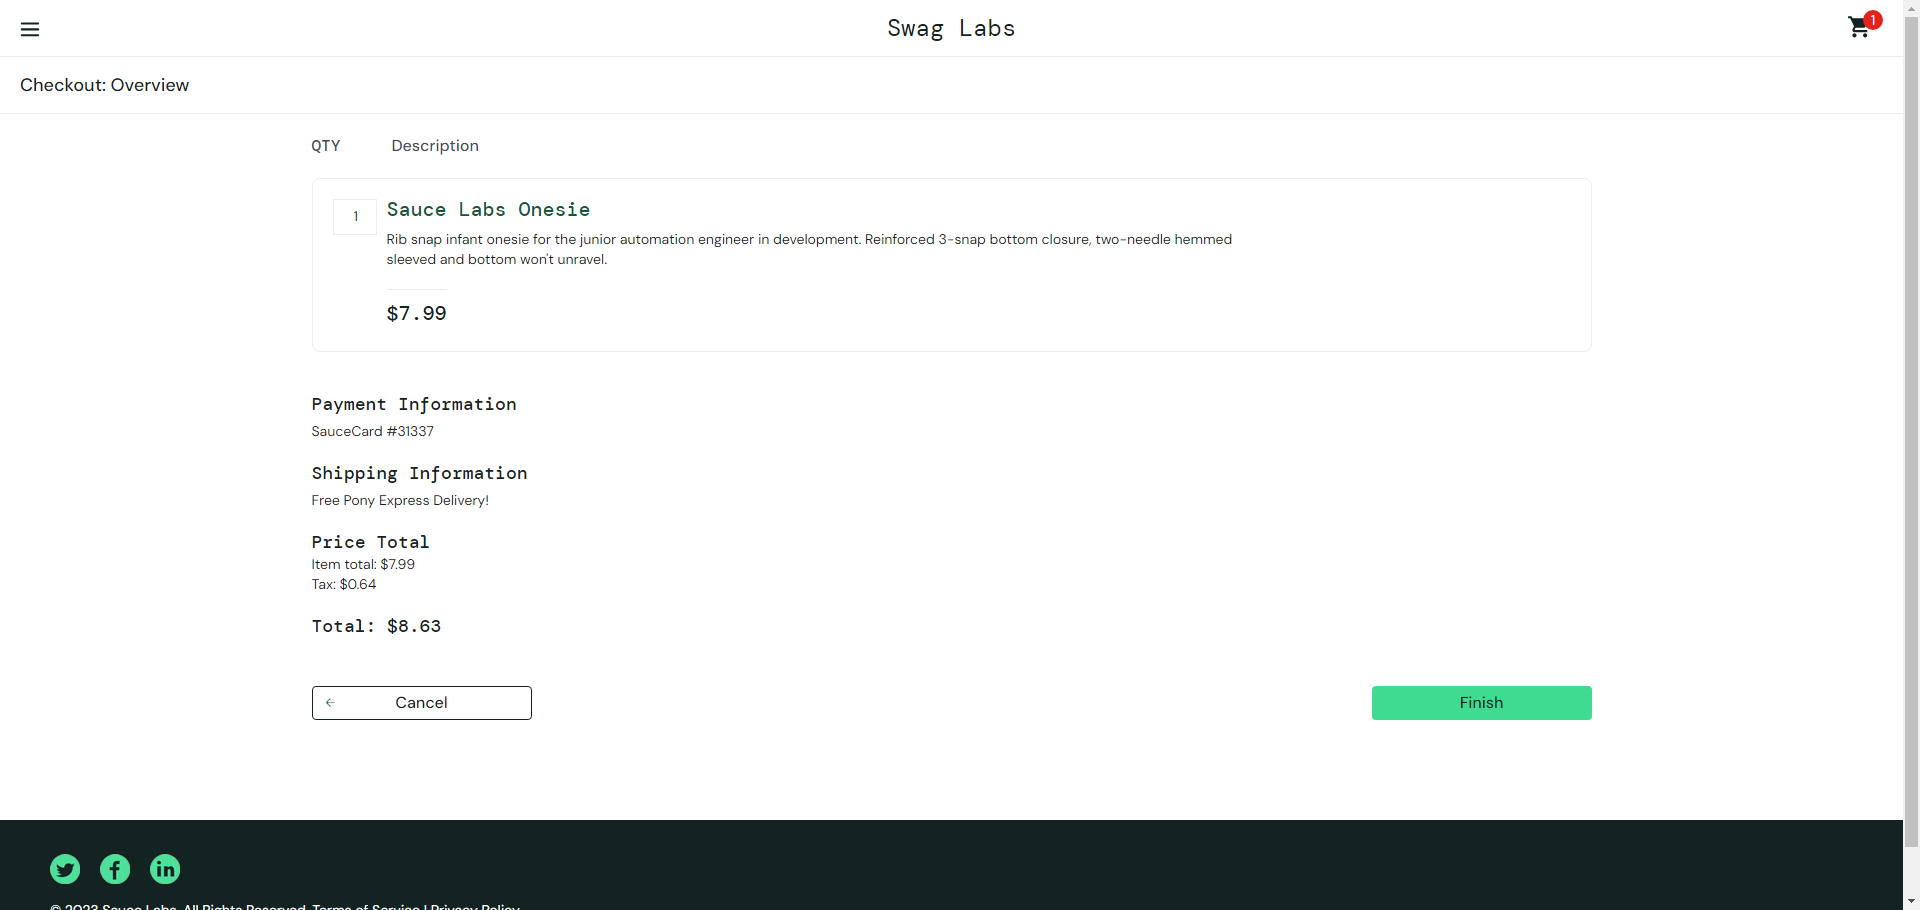 Swag Labs
1
Checkout: Overview
QTY Description
1
Sauce Labs Onesie
Rib snap infant onesie for the junior automation engineer in development. Reinforced 3-snap bottom closure, two-needle hemmed
sleeved and bottom won't unravel.
$7.99
Payment Information
SauceCard #31337
Shipping Information
Free Pony Express Delivery!
Price Total
Item total: $7.99
Tax: $0.64
Total: $8.63
Cancel
Finish
© 2023 Sauce Labs. All Rights Reserved. Terms of Service | Privacy Policy